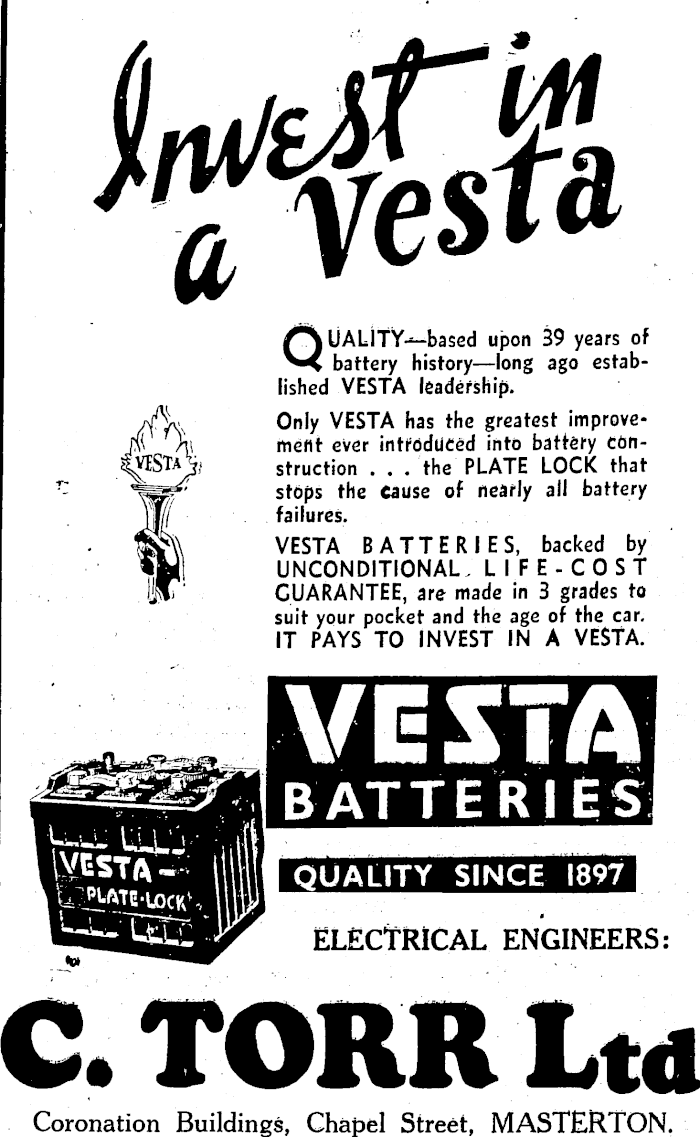 Invest in
a Vesta
QUALITY—based upon 39 years of
battery history—long ago estab-
lished VESTA leadership.
Only VESTA has the greatest improve-
ment ever introduced into battery con-
struction . . . the PLATE LOCK that
stops the cause of nearly all battery
failures.
VESTA
VESTA BATTERIES, backed by
UNCONDITIONAL LIFE-COST
GUARANTEE, are made in 3 grades to
suit your pocket and the age of the car.
IT PAYS TO INVEST IN A VESTA.
VESTA
BATTERIES
VESTA-
PLATE-LOCK
QUALITY SINCE 1897
ELECTRICAL ENGINEERS:
C. TORR Ltd
Coronation Buildings, Chapel Street, MASTERTON.